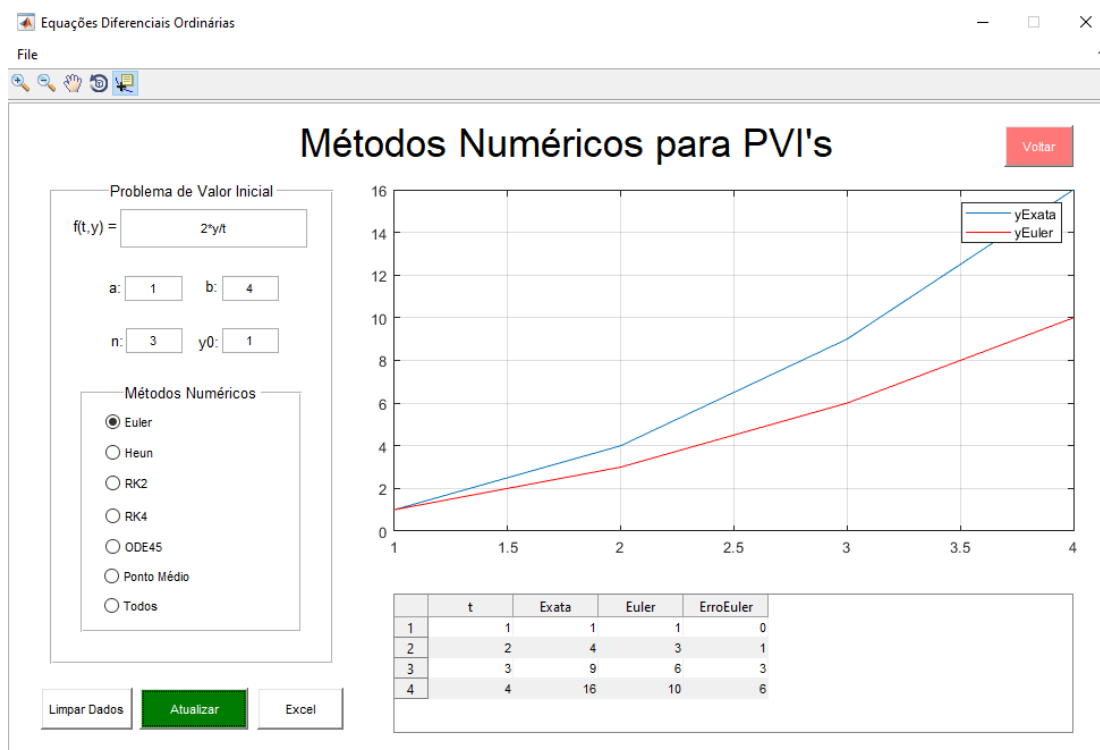 Equações Diferenciais Ordinárias
File
Métodos Numéricos para PVI's
Voltar
Problema de Valor Inicial
f(t,y) = 2*y/t
a: 1 b: 4
n: 3 y0: 1
Métodos Numéricos
Euler
Heun
RK2
RK4
ODE45
Ponto Médio
Todos
Limpar Dados Atualizar Excel
16
14
12
10
8
6
4
2
0
1 1.5 2 2.5 3 3.5 4
yExata
yEuler
t Exata Euler ErroEuler
1 1 1 1 0
2 2 4 3 1
3 3 9 6 3
4 4 16 10 6